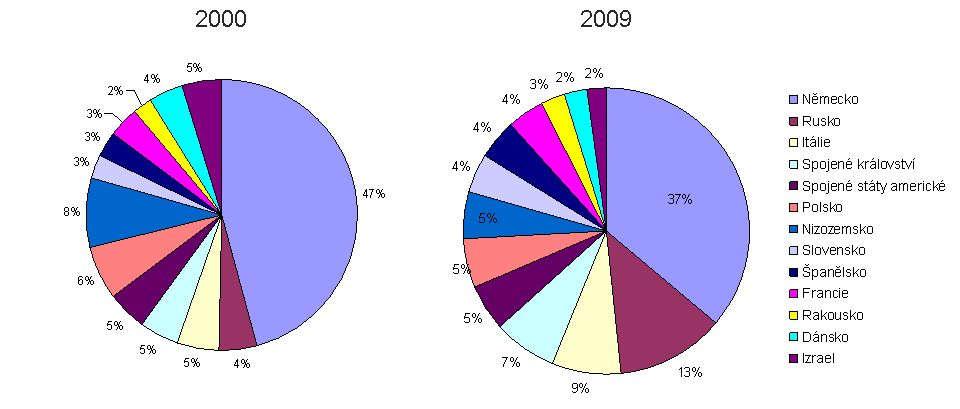 2000
2009
5%
4%
2%
3%
3%
3%
8%
6%
5%
5%
5%
4%
47%
2%
2%
3%
4%
4%
4%
5%
5%
5%
7%
9%
13%
37%
Německo
Rusko
Itálie
Spojené království
Spojené státy americké
Polsko
Nizozemsko
Slovensko
Španělsko
Francie
Rakousko
Dánsko
Izrael